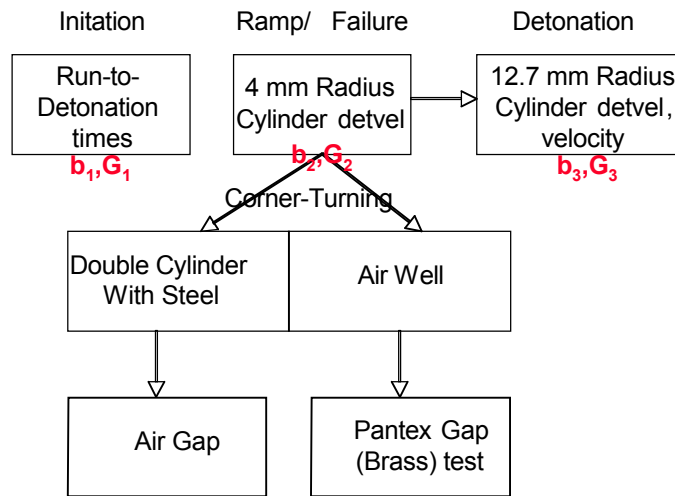 Initation
Ramp/ Failure
Detonation
Run-to-
Detonation
times
b₁,G₁
4 mm Radius
Cylinder detvel
b₂,G₂
12.7 mm Radius
Cylinder detvel,
velocity
b₃,G₃
Corner-Turning
Double Cylinder
With Steel
Air Well
Air Gap
Pantex Gap
(Brass) test